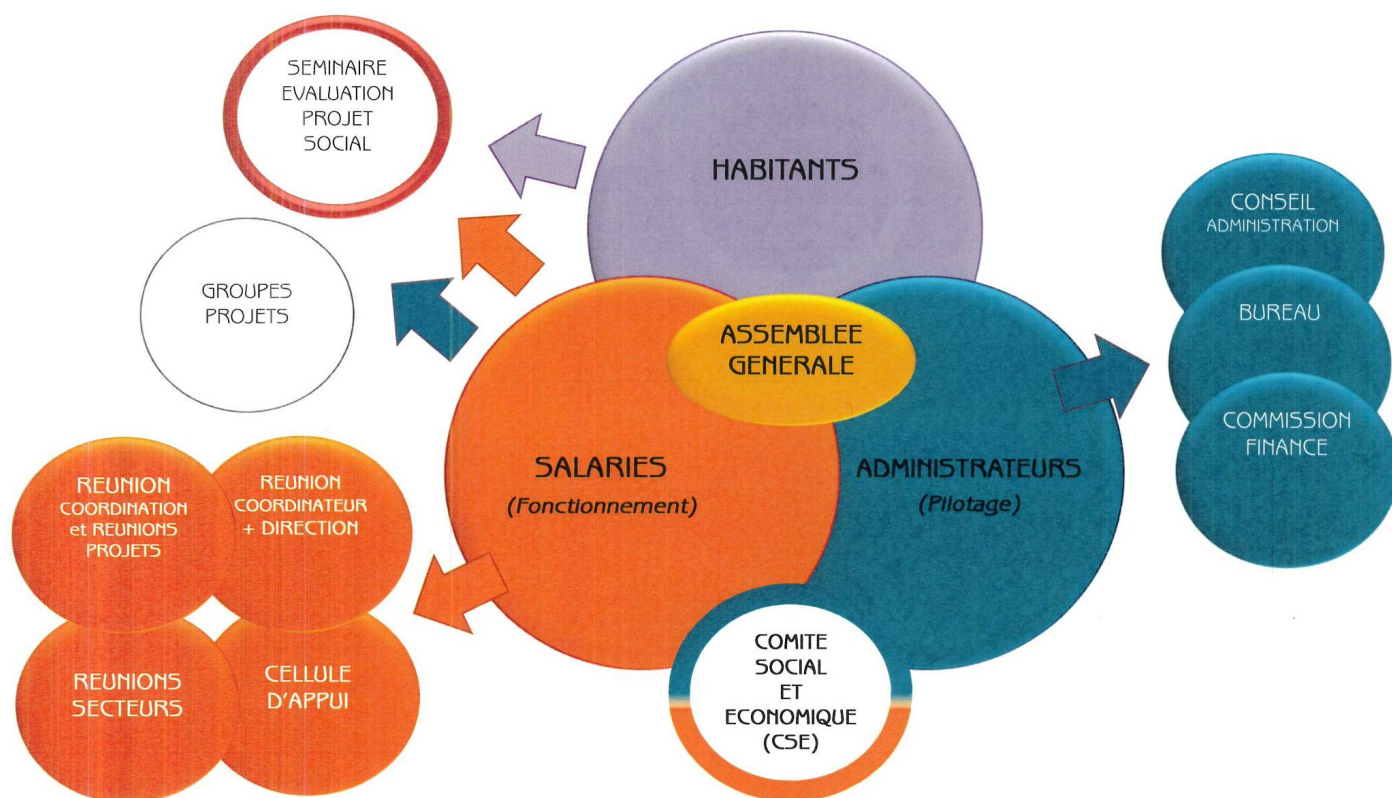 SEMINAIRE
EVALUATION
PROJET
SOCIAL
GROUPES
PROJETS
HABITANTS
ASSEMBLEE
GENERALE
SALARIES
(Fonctionnement)
ADMINISTRATEURS
(Pilotage)
CONSEIL
ADMINISTRATION
BUREAU
COMMISSION
FINANCE
REUNION
COORDINATION
et REUNIONS
PROJETS
REUNION
COORDINATEUR
+ DIRECTION
REUNIONS
SECTEURS
CELLULE
D'APPUI
COMITE
SOCIAL
ET
ECONOMIQUE
(CSE)